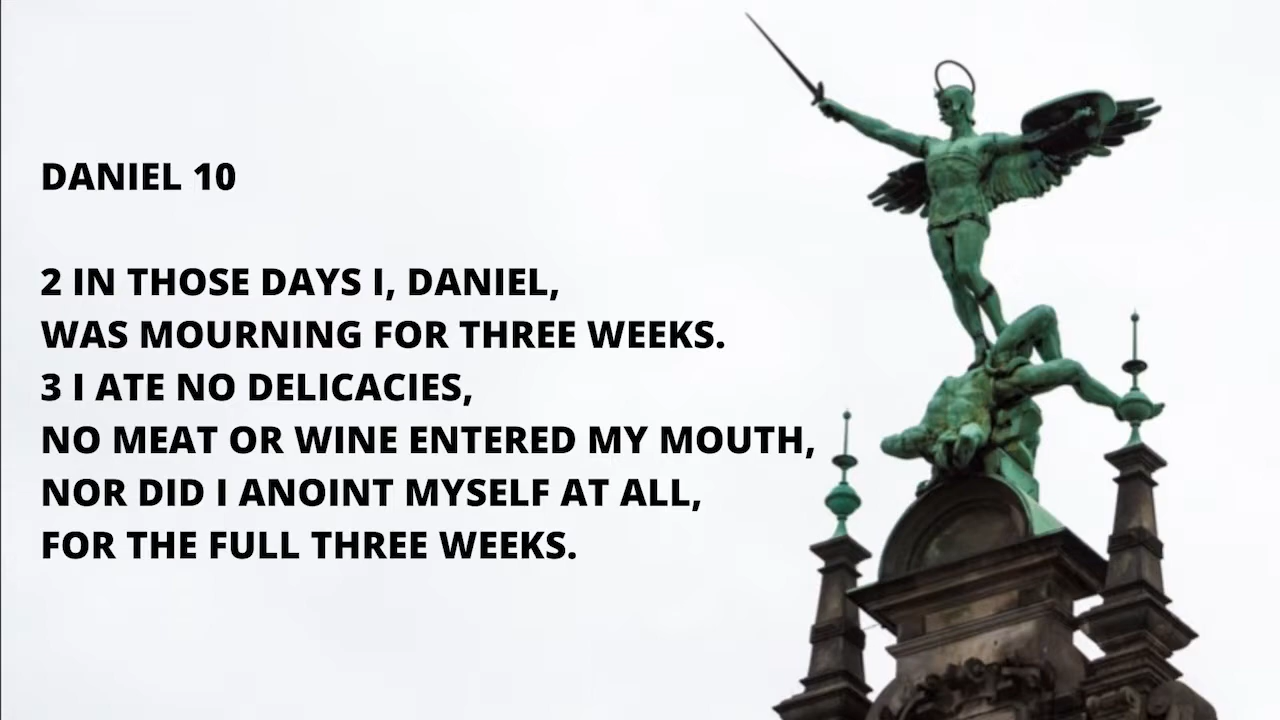 DANIEL 10
2 IN THOSE DAYS I, DANIEL,
WAS MOURNING FOR THREE WEEKS.
3 I ATE NO DELICACIES,
NO MEAT OR WINE ENTERED MY MOUTH,
NOR DID I ANOINT MYSELF AT ALL,
FOR THE FULL THREE WEEKS.